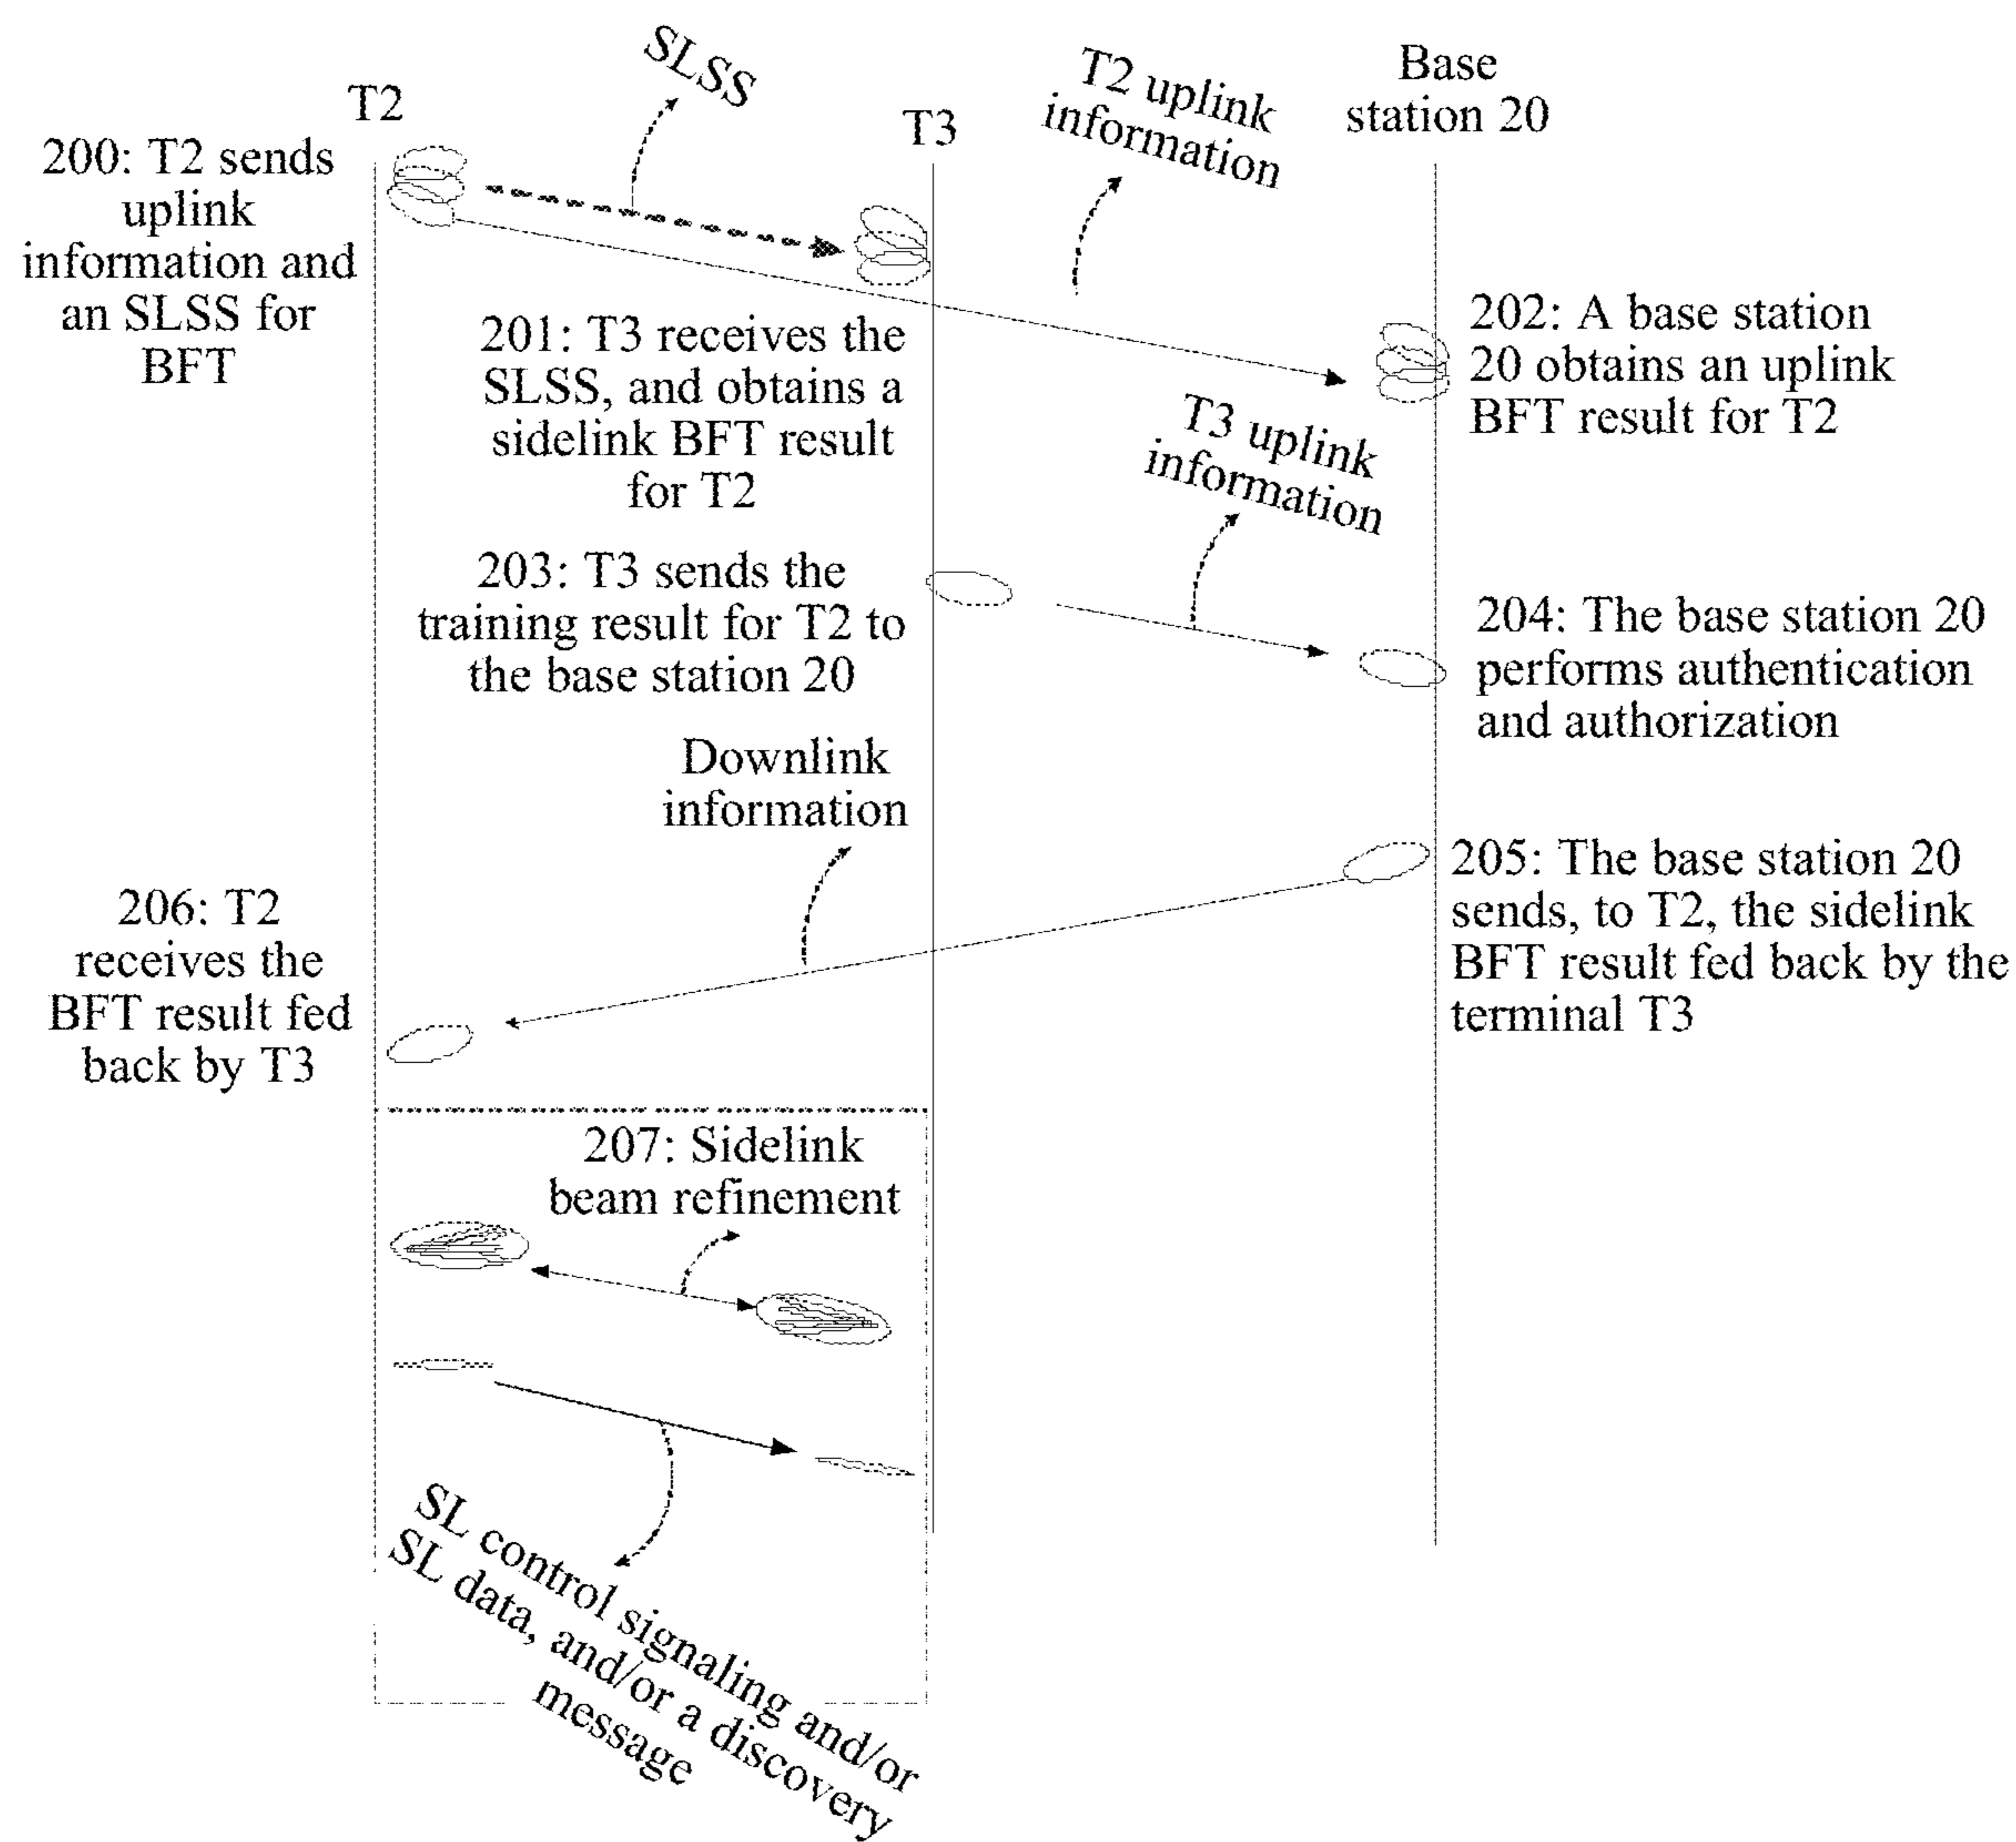 SLSS
T2 uplink
information
Base
station 20
T2
T3
200: T2 sends
uplink
information and
an SLSS for
BFT
201: T3 receives the
SLSS, and obtains a
sidelink BFT result
for T2
202: A base station
20 obtains an uplink
BFT result for T2
T3 uplink
information
203: T3 sends the
training result for T2 to
the base station 20
204: The base station 20
performs authentication
and authorization
Downlink
information
205: The base station 20
sends, to T2, the sidelink
BFT result fed back by the
terminal T3
206: T2
receives the
BFT result fed
back by T3
207: Sidelink
beam refinement
SL control signaling and/or
SL data, and/or a discovery
message